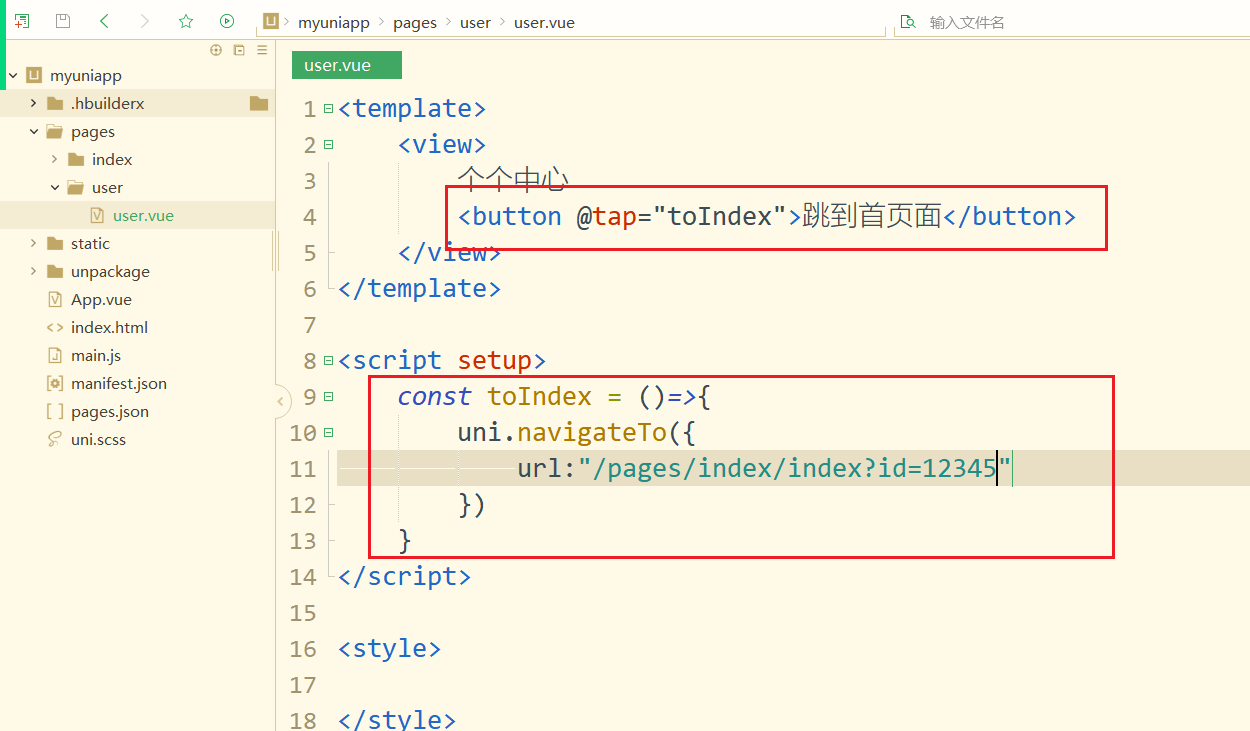 myuniapp > pages > user > user.vue
输入文件名
myuniapp
.hbuilderx
pages
index
user
user.vue
static
unpackage
App.vue
index.html
main.js
manifest.json
pages.json
uni.scss
user.vue
1 <template>
2 <view>
3 个个中心
4 <button @tap="toIndex">跳到首页面</button>
5 </view>
6 </template>
7
8 <script setup>
9 const toIndex = ()=>{
10 uni.navigateTo({
11 url:"/pages/index/index?id=12345"
12 })
13 }
14 </script>
15
16 <style>
17
18 </style>